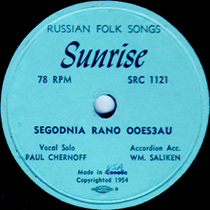 RUSSIAN FOLK SONGS
Sunrise
78 RPM SRC 1121
SEGODNIA RANO OOES3AU
Vocal Solo Accordion Acc.
PAUL CHERNOFF WM. SALIKEN
USA
Made in Canada
Copyrighted 1954